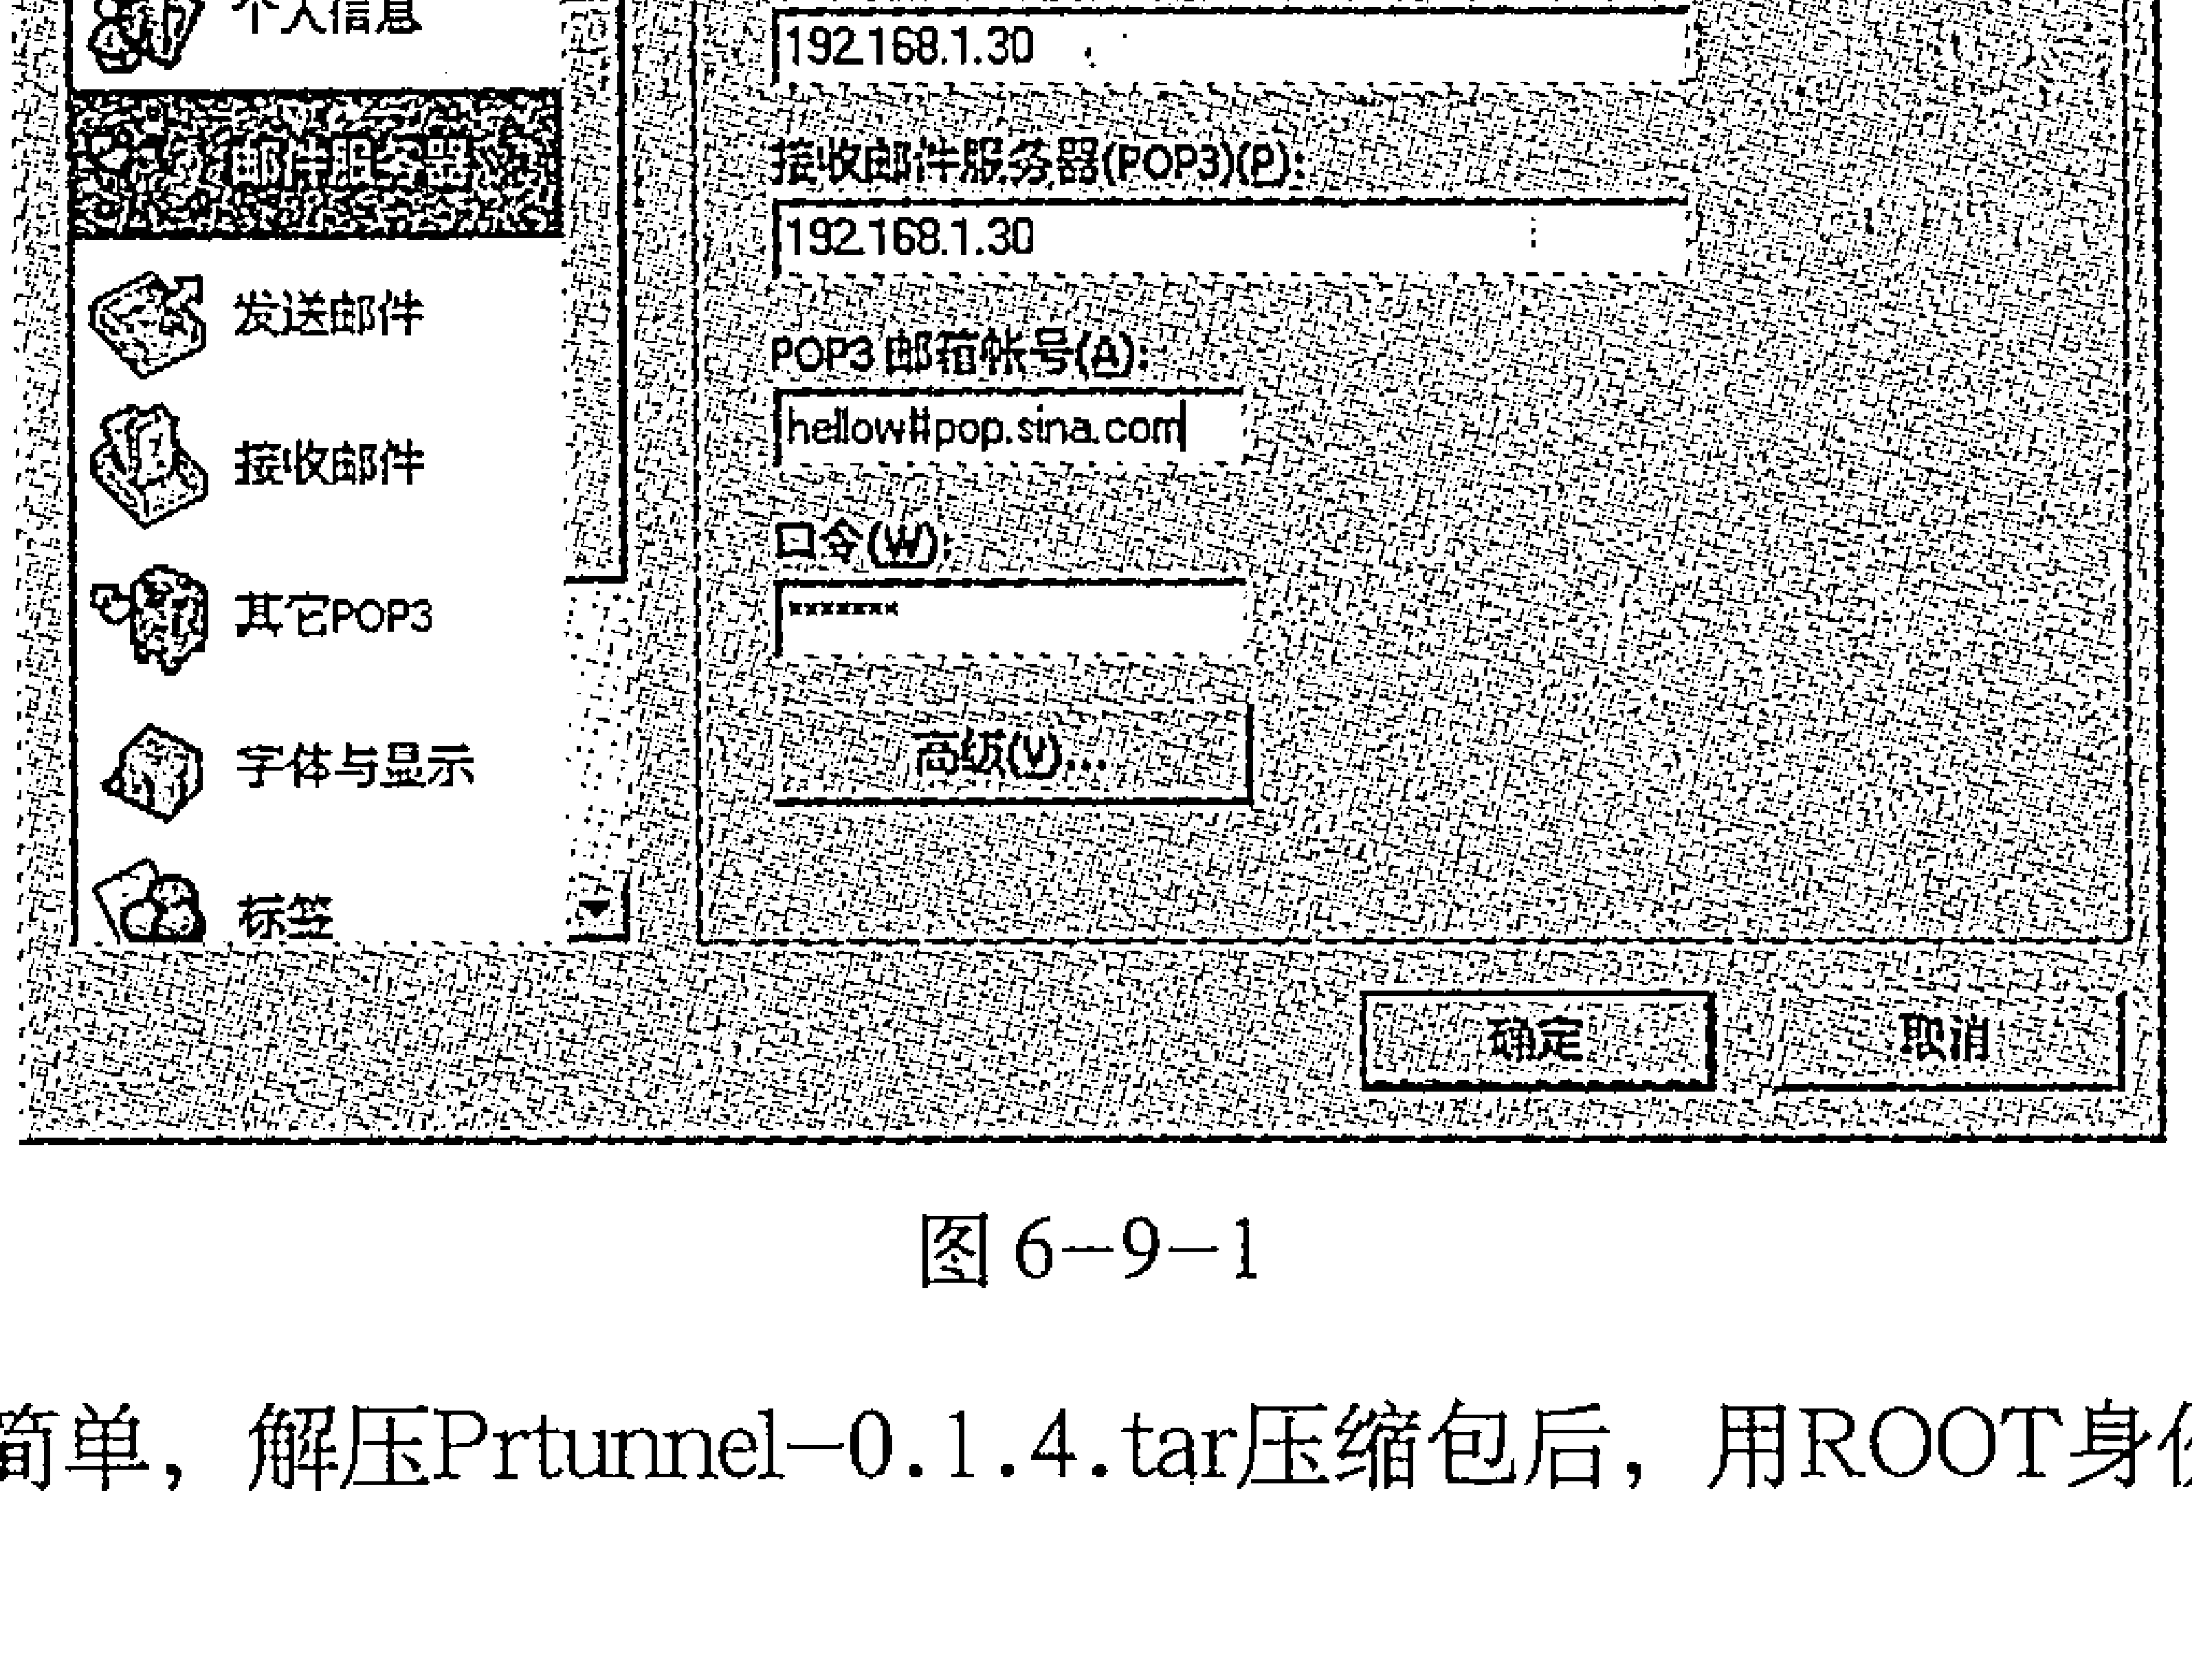 个人信息
邮件服务器
发送邮件
接收邮件
其它POP3
字体与显示
标签
192.168.1.30
接收邮件服务器(POP3)(P):
192.168.1.30
POP3 邮箱帐号(A):
hellow#pop.sina.com
口令(W):
*******
高级(V)...
确定
取消
图 6-9-1
简单，解压Prtunnel-0.1.4.tar压缩包后，用ROOT身份